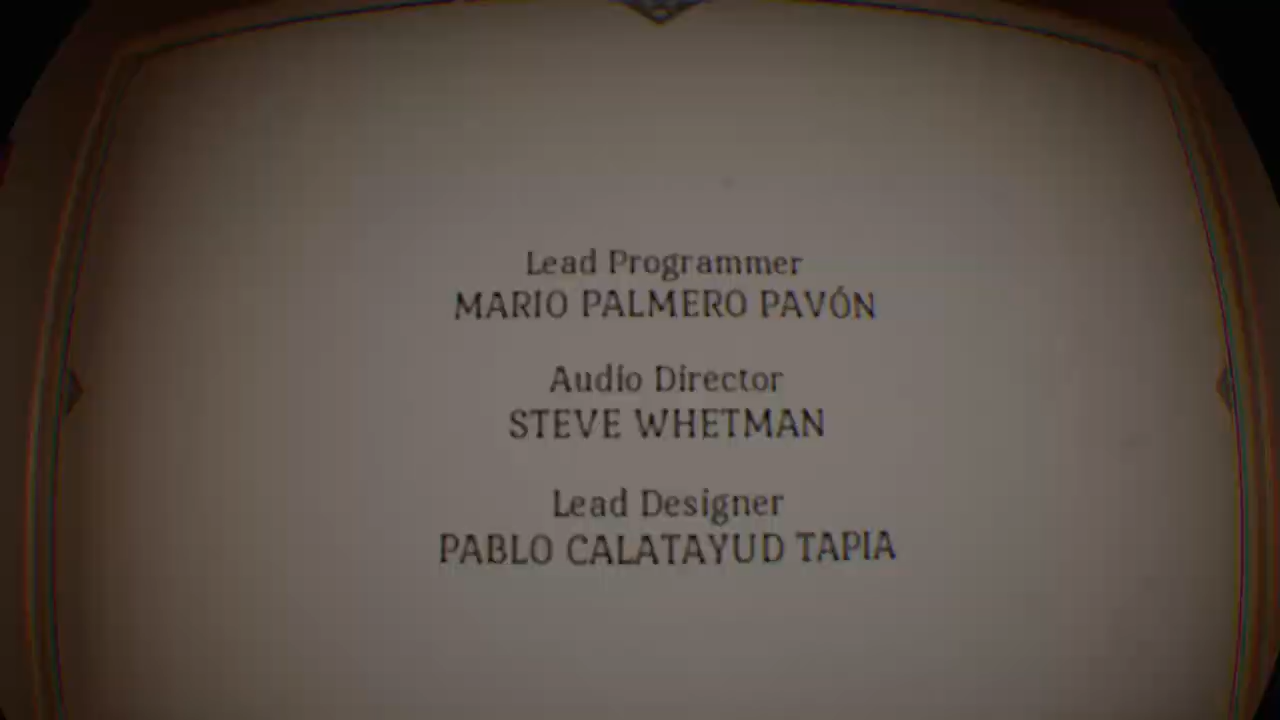 Lead Programmer
MARIO PALMERO PAVÓN
Audio Director
STEVE WHETMAN
Lead Designer
PABLO CALATAYUD TAPIA